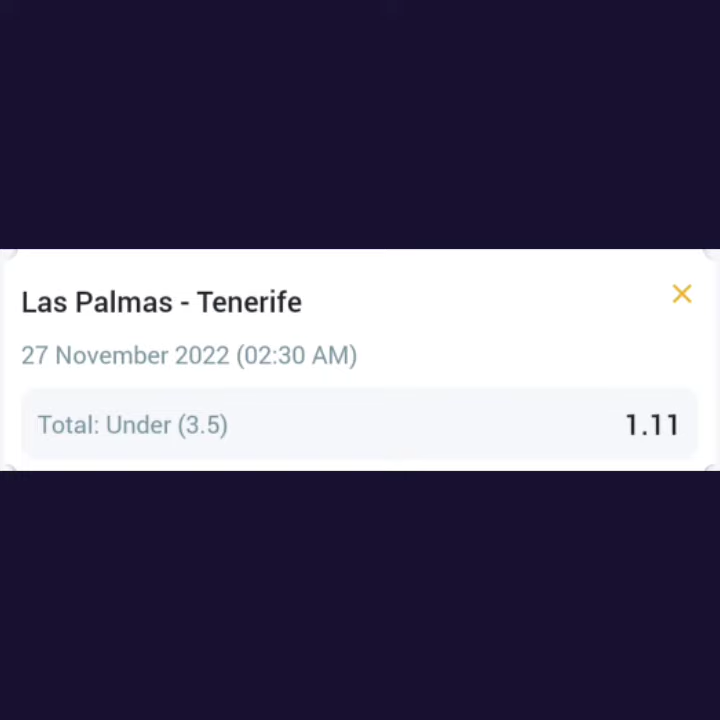 Las Palmas - Tenerife
27 November 2022 (02:30 AM)
Total: Under (3.5) 1.11